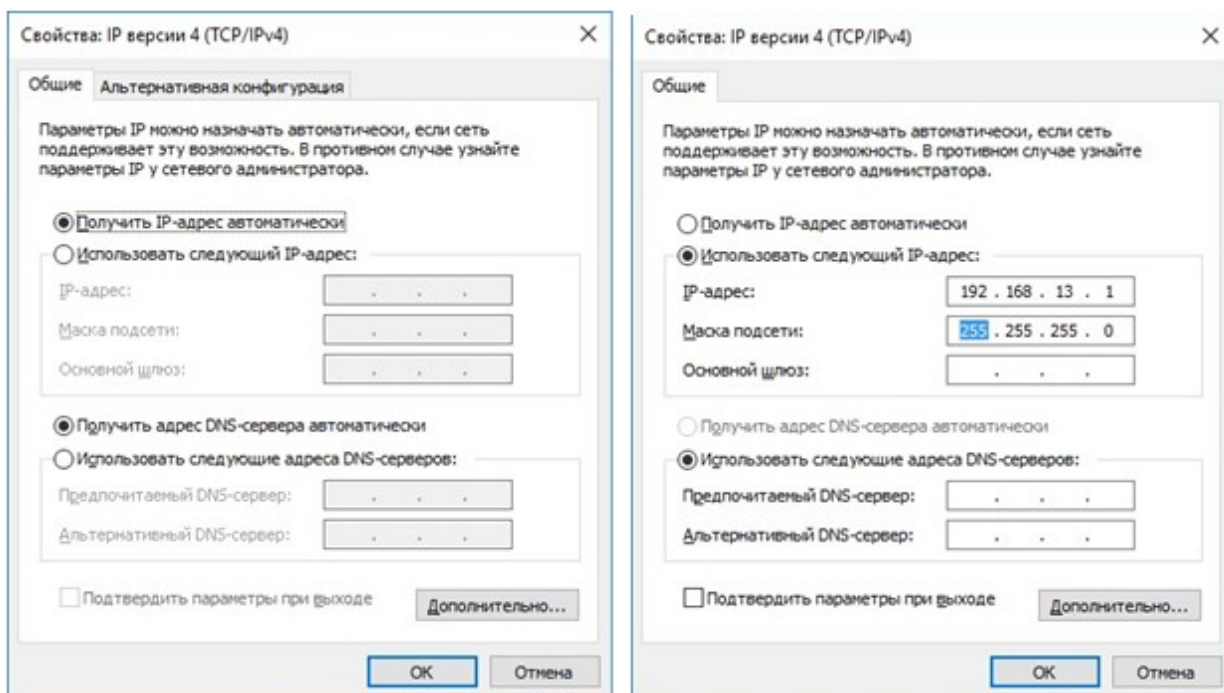 Свойства: IP версии 4 (TCP/IPv4)
Общие
Альтернативная конфигурация
Параметры IP можно назначать автоматически, если сеть
поддерживает эту возможность. В противном случае узнайте
параметры IP у сетевого администратора.
Получить IP-адрес автоматически
Использовать следующий IP-адрес:
IP-адрес:
Маска подсети:
Основной шлюз:
Получить адрес DNS-сервера автоматически
Использовать следующие адреса DNS-серверов:
Предпочитаемый DNS-сервер:
Альтернативный DNS-сервер:
Подтвердить параметры при выходе
Дополнительно...
OK
Отмена
Свойства: IP версии 4 (TCP/IPv4)
Общие
Параметры IP можно назначать автоматически, если сеть
поддерживает эту возможность. В противном случае узнайте
параметры IP у сетевого администратора.
Получить IP-адрес автоматически
Использовать следующий IP-адрес:
IP-адрес: 192 . 168 . 13 . 1
Маска подсети: 255 . 255 . 255 . 0
Основной шлюз:
Получить адрес DNS-сервера автоматически
Использовать следующие адреса DNS-серверов:
Предпочитаемый DNS-сервер:
Альтернативный DNS-сервер:
Подтвердить параметры при выходе
Дополнительно...
OK
Отмена